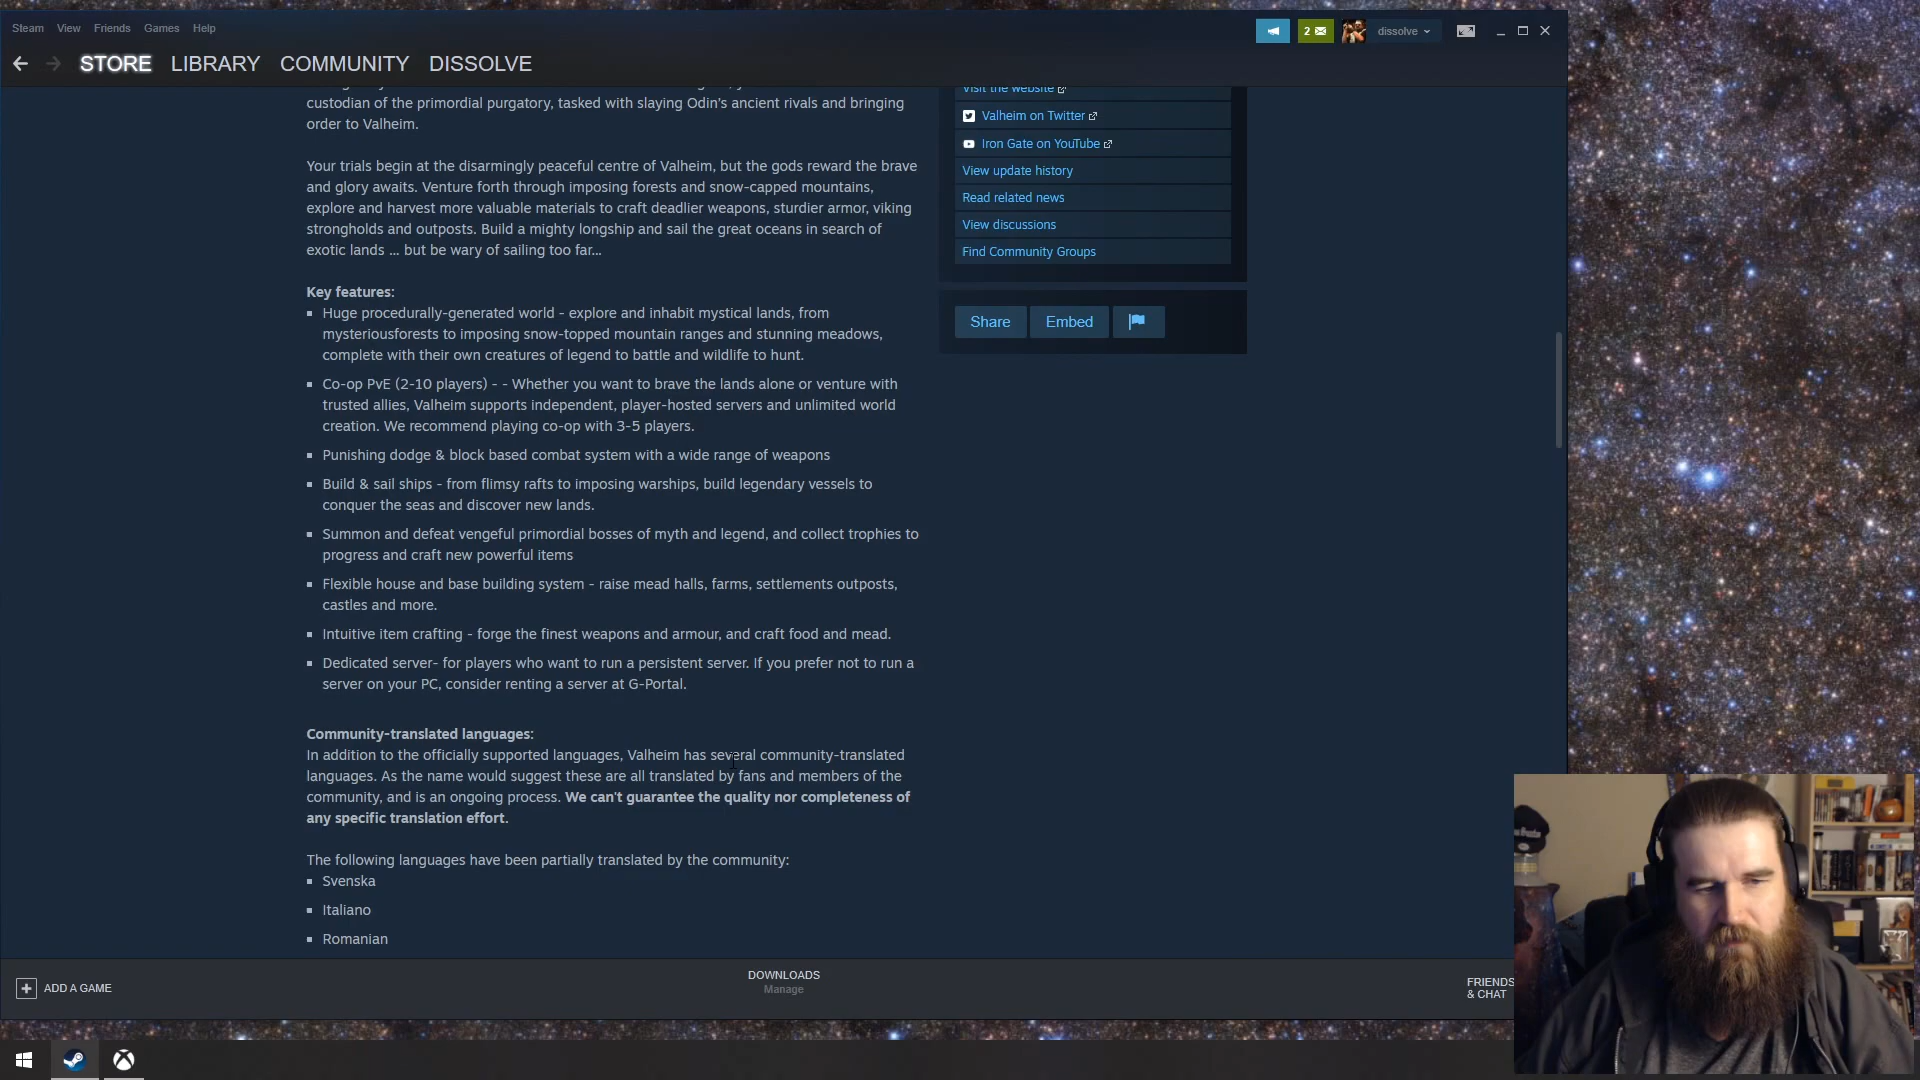 Steam View Friends Games Help
2 dissolve
STORE LIBRARY COMMUNITY DISSOLVE
custodian of the primordial purgatory, tasked with slaying Odin's ancient rivals and bringing
order to Valheim.
Your trials begin at the disarmingly peaceful centre of Valheim, but the gods reward the brave
and glory awaits. Venture forth through imposing forests and snow-capped mountains,
explore and harvest more valuable materials to craft deadlier weapons, sturdier armor, viking
strongholds and outposts. Build a mighty longship and sail the great oceans in search of
exotic lands ... but be wary of sailing too far...
Key features:
Huge procedurally-generated world - explore and inhabit mystical lands, from
mysteriousforests to imposing snow-topped mountain ranges and stunning meadows,
complete with their own creatures of legend to battle and wildlife to hunt.
Co-op PvE (2-10 players) - - Whether you want to brave the lands alone or venture with
trusted allies, Valheim supports independent, player-hosted servers and unlimited world
creation. We recommend playing co-op with 3-5 players.
Punishing dodge & block based combat system with a wide range of weapons
Build & sail ships - from flimsy rafts to imposing warships, build legendary vessels to
conquer the seas and discover new lands.
Summon and defeat vengeful primordial bosses of myth and legend, and collect trophies to
progress and craft new powerful items
Flexible house and base building system - raise mead halls, farms, settlements outposts,
castles and more.
Intuitive item crafting - forge the finest weapons and armour, and craft food and mead.
Dedicated server- for players who want to run a persistent server. If you prefer not to run a
server on your PC, consider renting a server at G-Portal.
Community-translated languages:
In addition to the officially supported languages, Valheim has several community-translated
languages. As the name would suggest these are all translated by fans and members of the
community, and is an ongoing process. We can't guarantee the quality nor completeness of
any specific translation effort.
The following languages have been partially translated by the community:
Svenska
Italiano
Romanian
Visit the website
Valheim on Twitter
Iron Gate on YouTube
View update history
Read related news
View discussions
Find Community Groups
Share Embed
ADD A GAME
DOWNLOADS
Manage
FRIENDS
& CHAT